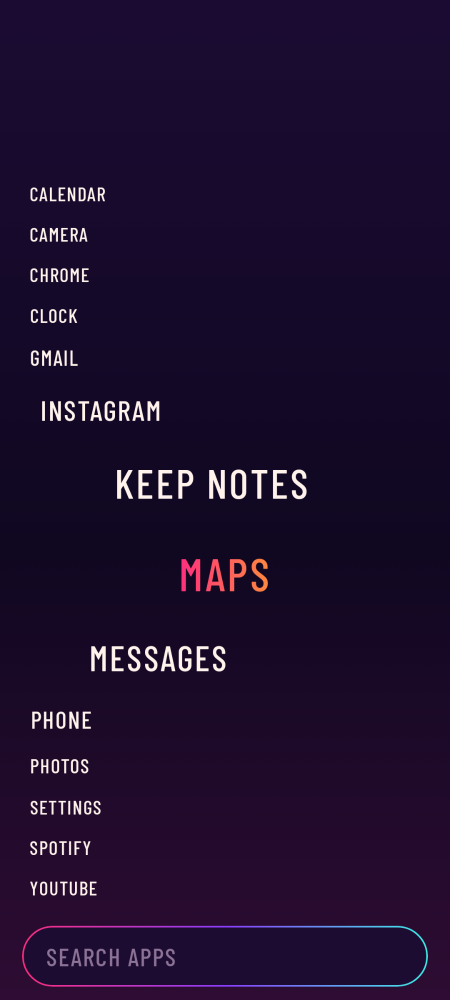 CALENDAR
CAMERA
CHROME
CLOCK
GMAIL
INSTAGRAM
KEEP NOTES
MAPS
MESSAGES
PHONE
PHOTOS
SETTINGS
SPOTIFY
YOUTUBE
SEARCH APPS